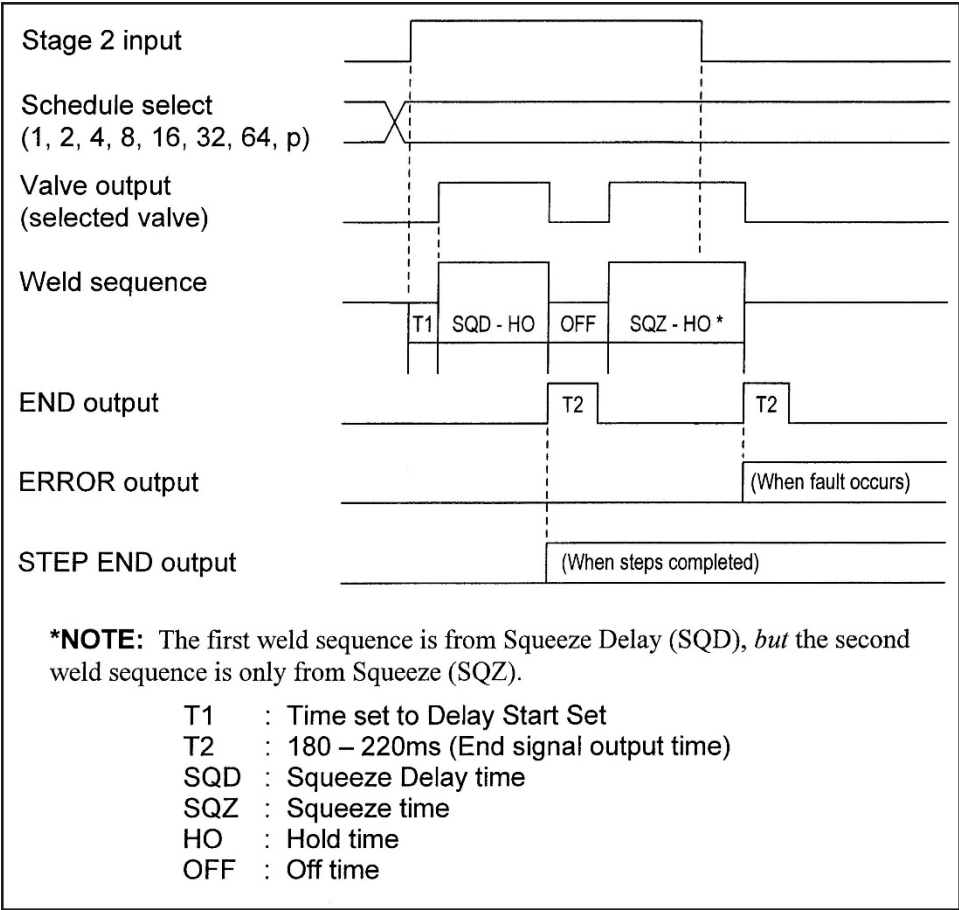 Stage 2 input
Schedule select
(1, 2, 4, 8, 16, 32, 64, p)
Valve output
(selected valve)
Weld sequence
T1 SQD - HO OFF SQZ - HO *
END output
T2 T2
ERROR output
(When fault occurs)
STEP END output
(When steps completed)
*NOTE: The first weld sequence is from Squeeze Delay (SQD), but the second
weld sequence is only from Squeeze (SQZ).
T1 : Time set to Delay Start Set
T2 : 180 – 220ms (End signal output time)
SQD : Squeeze Delay time
SQZ : Squeeze time
HO : Hold time
OFF : Off time